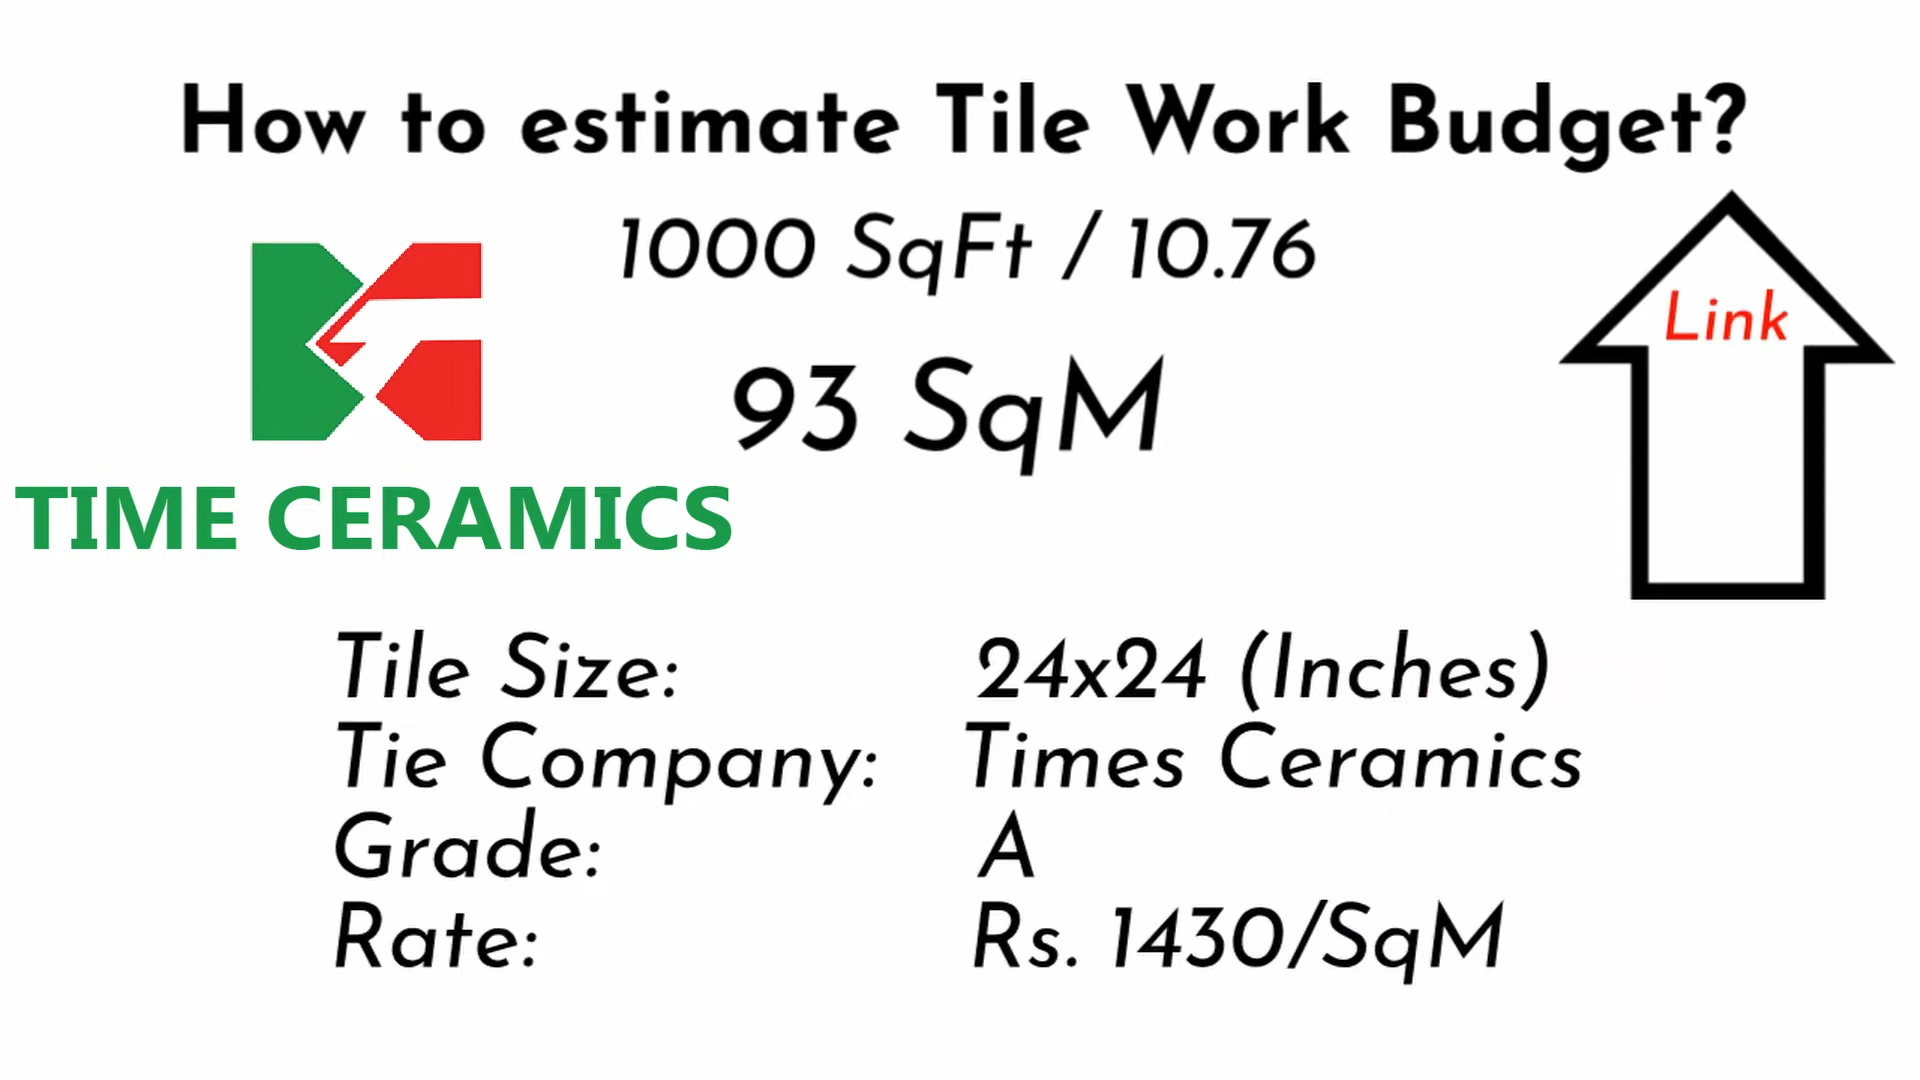 How to estimate Tile Work Budget?
1000 SqFt / 10.76
Link
93 SqM
TIME CERAMICS
Tile Size: 24x24 (Inches)
Tie Company: Times Ceramics
Grade: A
Rate: Rs. 1430/SqM